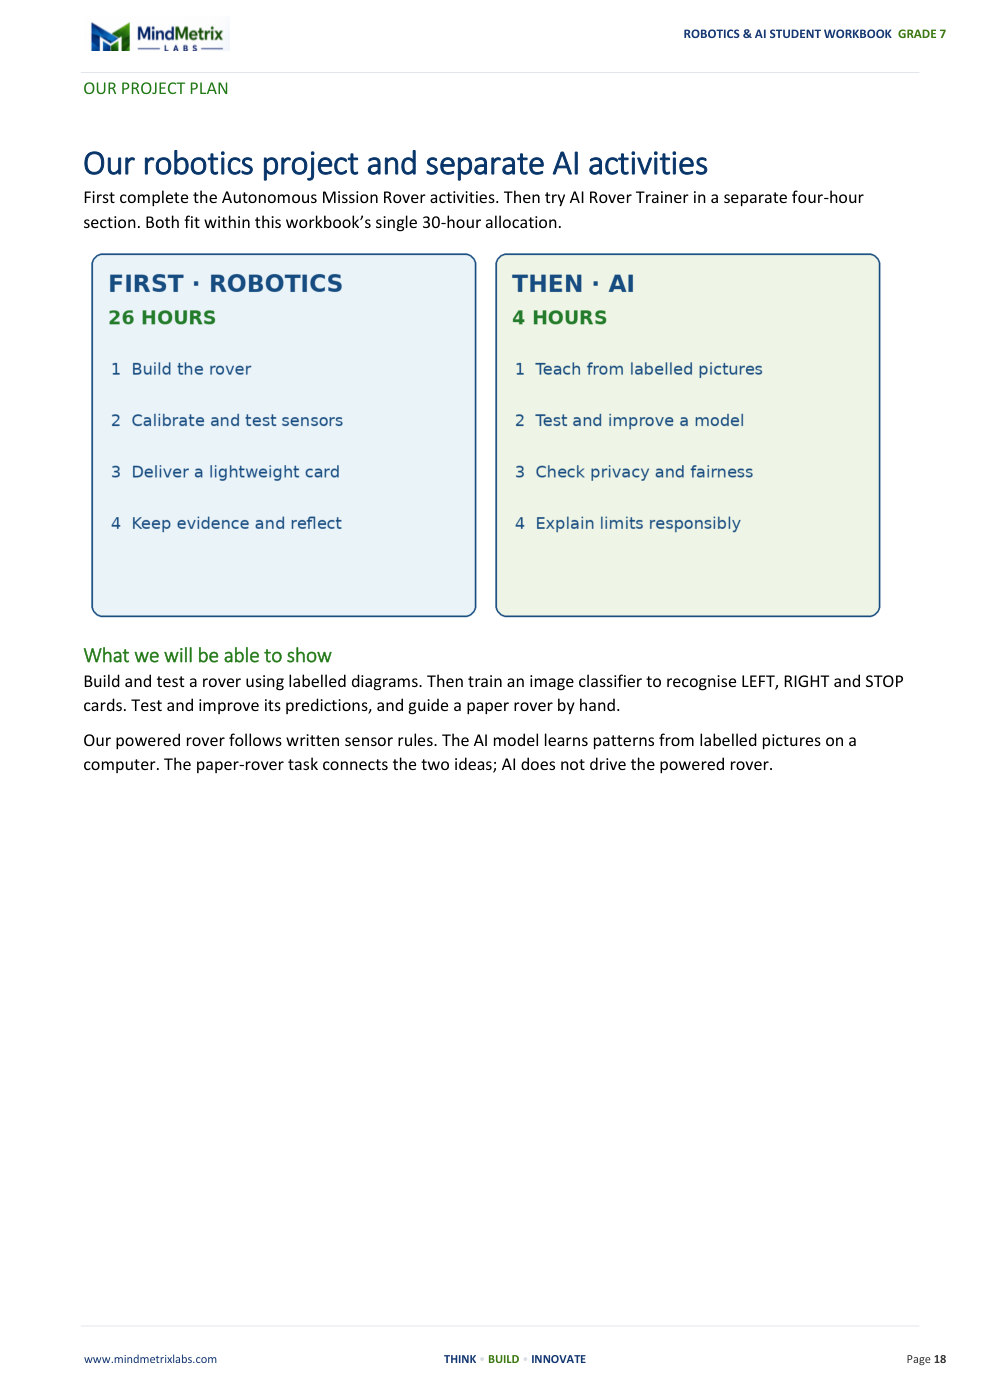 MindMetrix
LABS
ROBOTICS & AI STUDENT WORKBOOK GRADE 7
OUR PROJECT PLAN
Our robotics project and separate AI activities
First complete the Autonomous Mission Rover activities. Then try AI Rover Trainer in a separate four-hour
section. Both fit within this workbook’s single 30-hour allocation.
FIRST · ROBOTICS
26 HOURS
1 Build the rover
2 Calibrate and test sensors
3 Deliver a lightweight card
4 Keep evidence and reflect
THEN · AI
4 HOURS
1 Teach from labelled pictures
2 Test and improve a model
3 Check privacy and fairness
4 Explain limits responsibly
What we will be able to show
Build and test a rover using labelled diagrams. Then train an image classifier to recognise LEFT, RIGHT and STOP
cards. Test and improve its predictions, and guide a paper rover by hand.
Our powered rover follows written sensor rules. The AI model learns patterns from labelled pictures on a
computer. The paper-rover task connects the two ideas; AI does not drive the powered rover.
www.mindmetrixlabs.com
THINK • BUILD • INNOVATE
Page 18